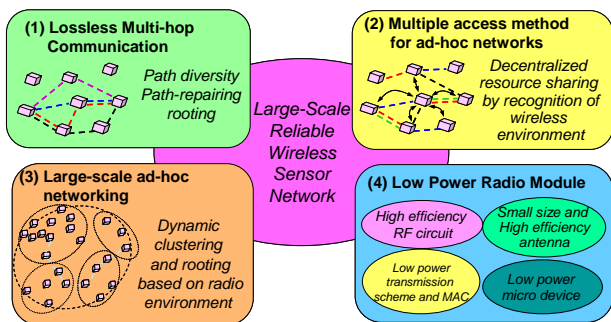 (1) Lossless Multi-hop
Communication
Path diversity
Path-repairing
rooting
(2) Multiple access method
for ad-hoc networks
Decentralized
resource sharing
by recognition of
wireless
environment
Large-Scale
Reliable
Wireless
Sensor
Network
(3) Large-scale ad-hoc
networking
Dynamic
clustering
and rooting
based on radio
environment
(4) Low Power Radio Module
High efficiency
RF circuit
Small size and
High efficiency
antenna
Low power
transmission
scheme and MAC
Low power
micro device